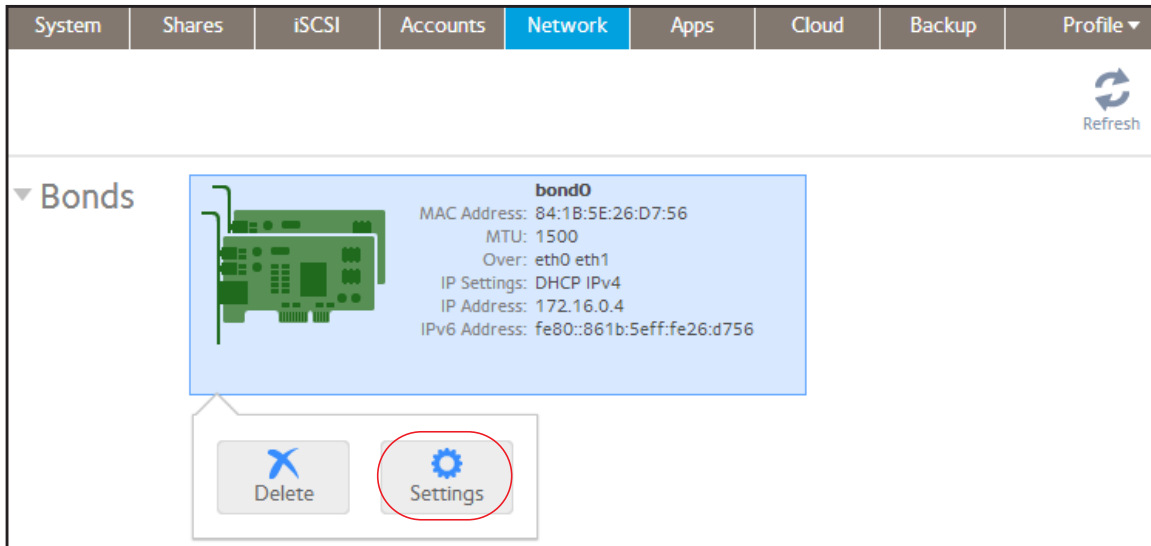 System Shares iSCSI Accounts Network Apps Cloud Backup Profile ▾
Refresh
Bonds
bond0
MAC Address: 84:1B:5E:26:D7:56
MTU: 1500
Over: eth0 eth1
IP Settings: DHCP IPv4
IP Address: 172.16.0.4
IPv6 Address: fe80::861b:5eff:fe26:d756
Delete Settings